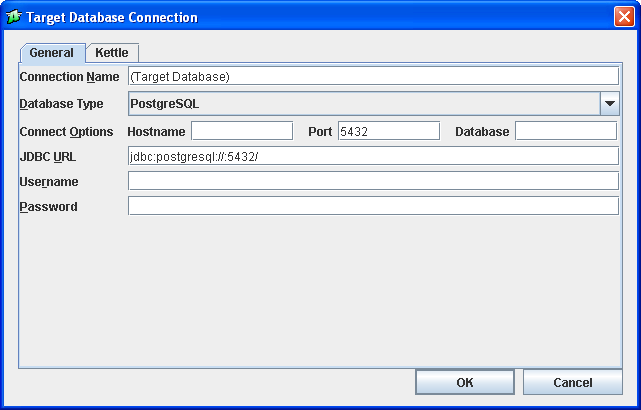 Target Database Connection
General Kettle
Connection Name (Target Database)
Database Type PostgreSQL
Connect Options Hostname Port 5432 Database
JDBC URL jdbc:postgresql://:5432/
Username
Password
OK Cancel